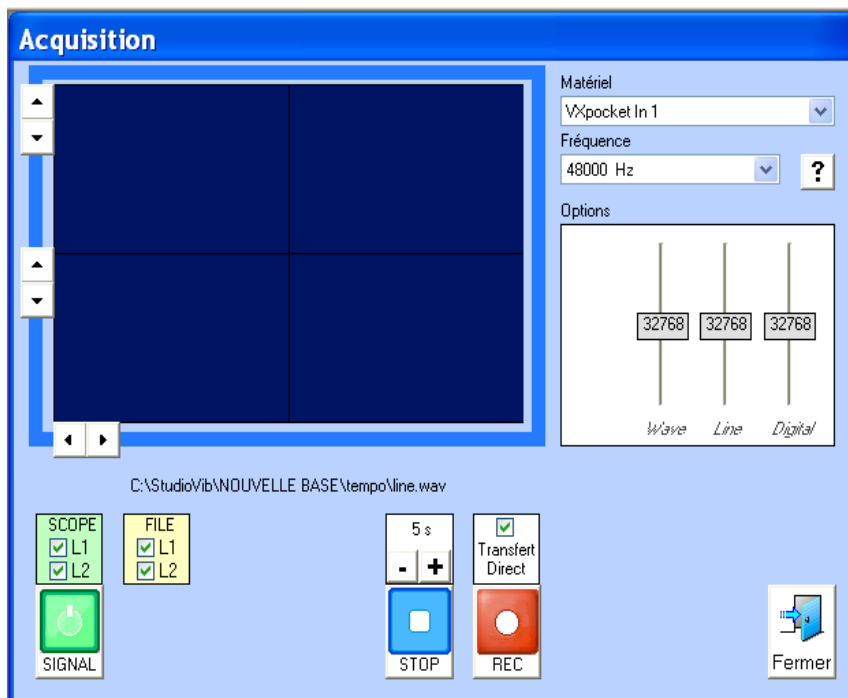 Acquisition
Matériel
VXpocket In 1
Fréquence
48000 Hz
?
Options
32768 32768 32768
Wave Line Digital
C:\StudioVib\NOUVELLE BASE\tempo\line.wav
SCOPE
L1
L2
FILE
L1
L2
5 s
- +
Transfert
Direct
SIGNAL
STOP
REC
Fermer